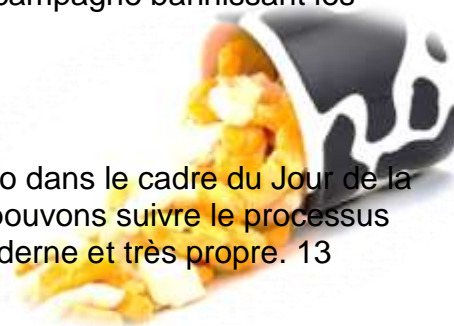 campagne bannissant les
o dans le cadre du Jour de la
pouvons suivre le processus
derne et très propre. 13